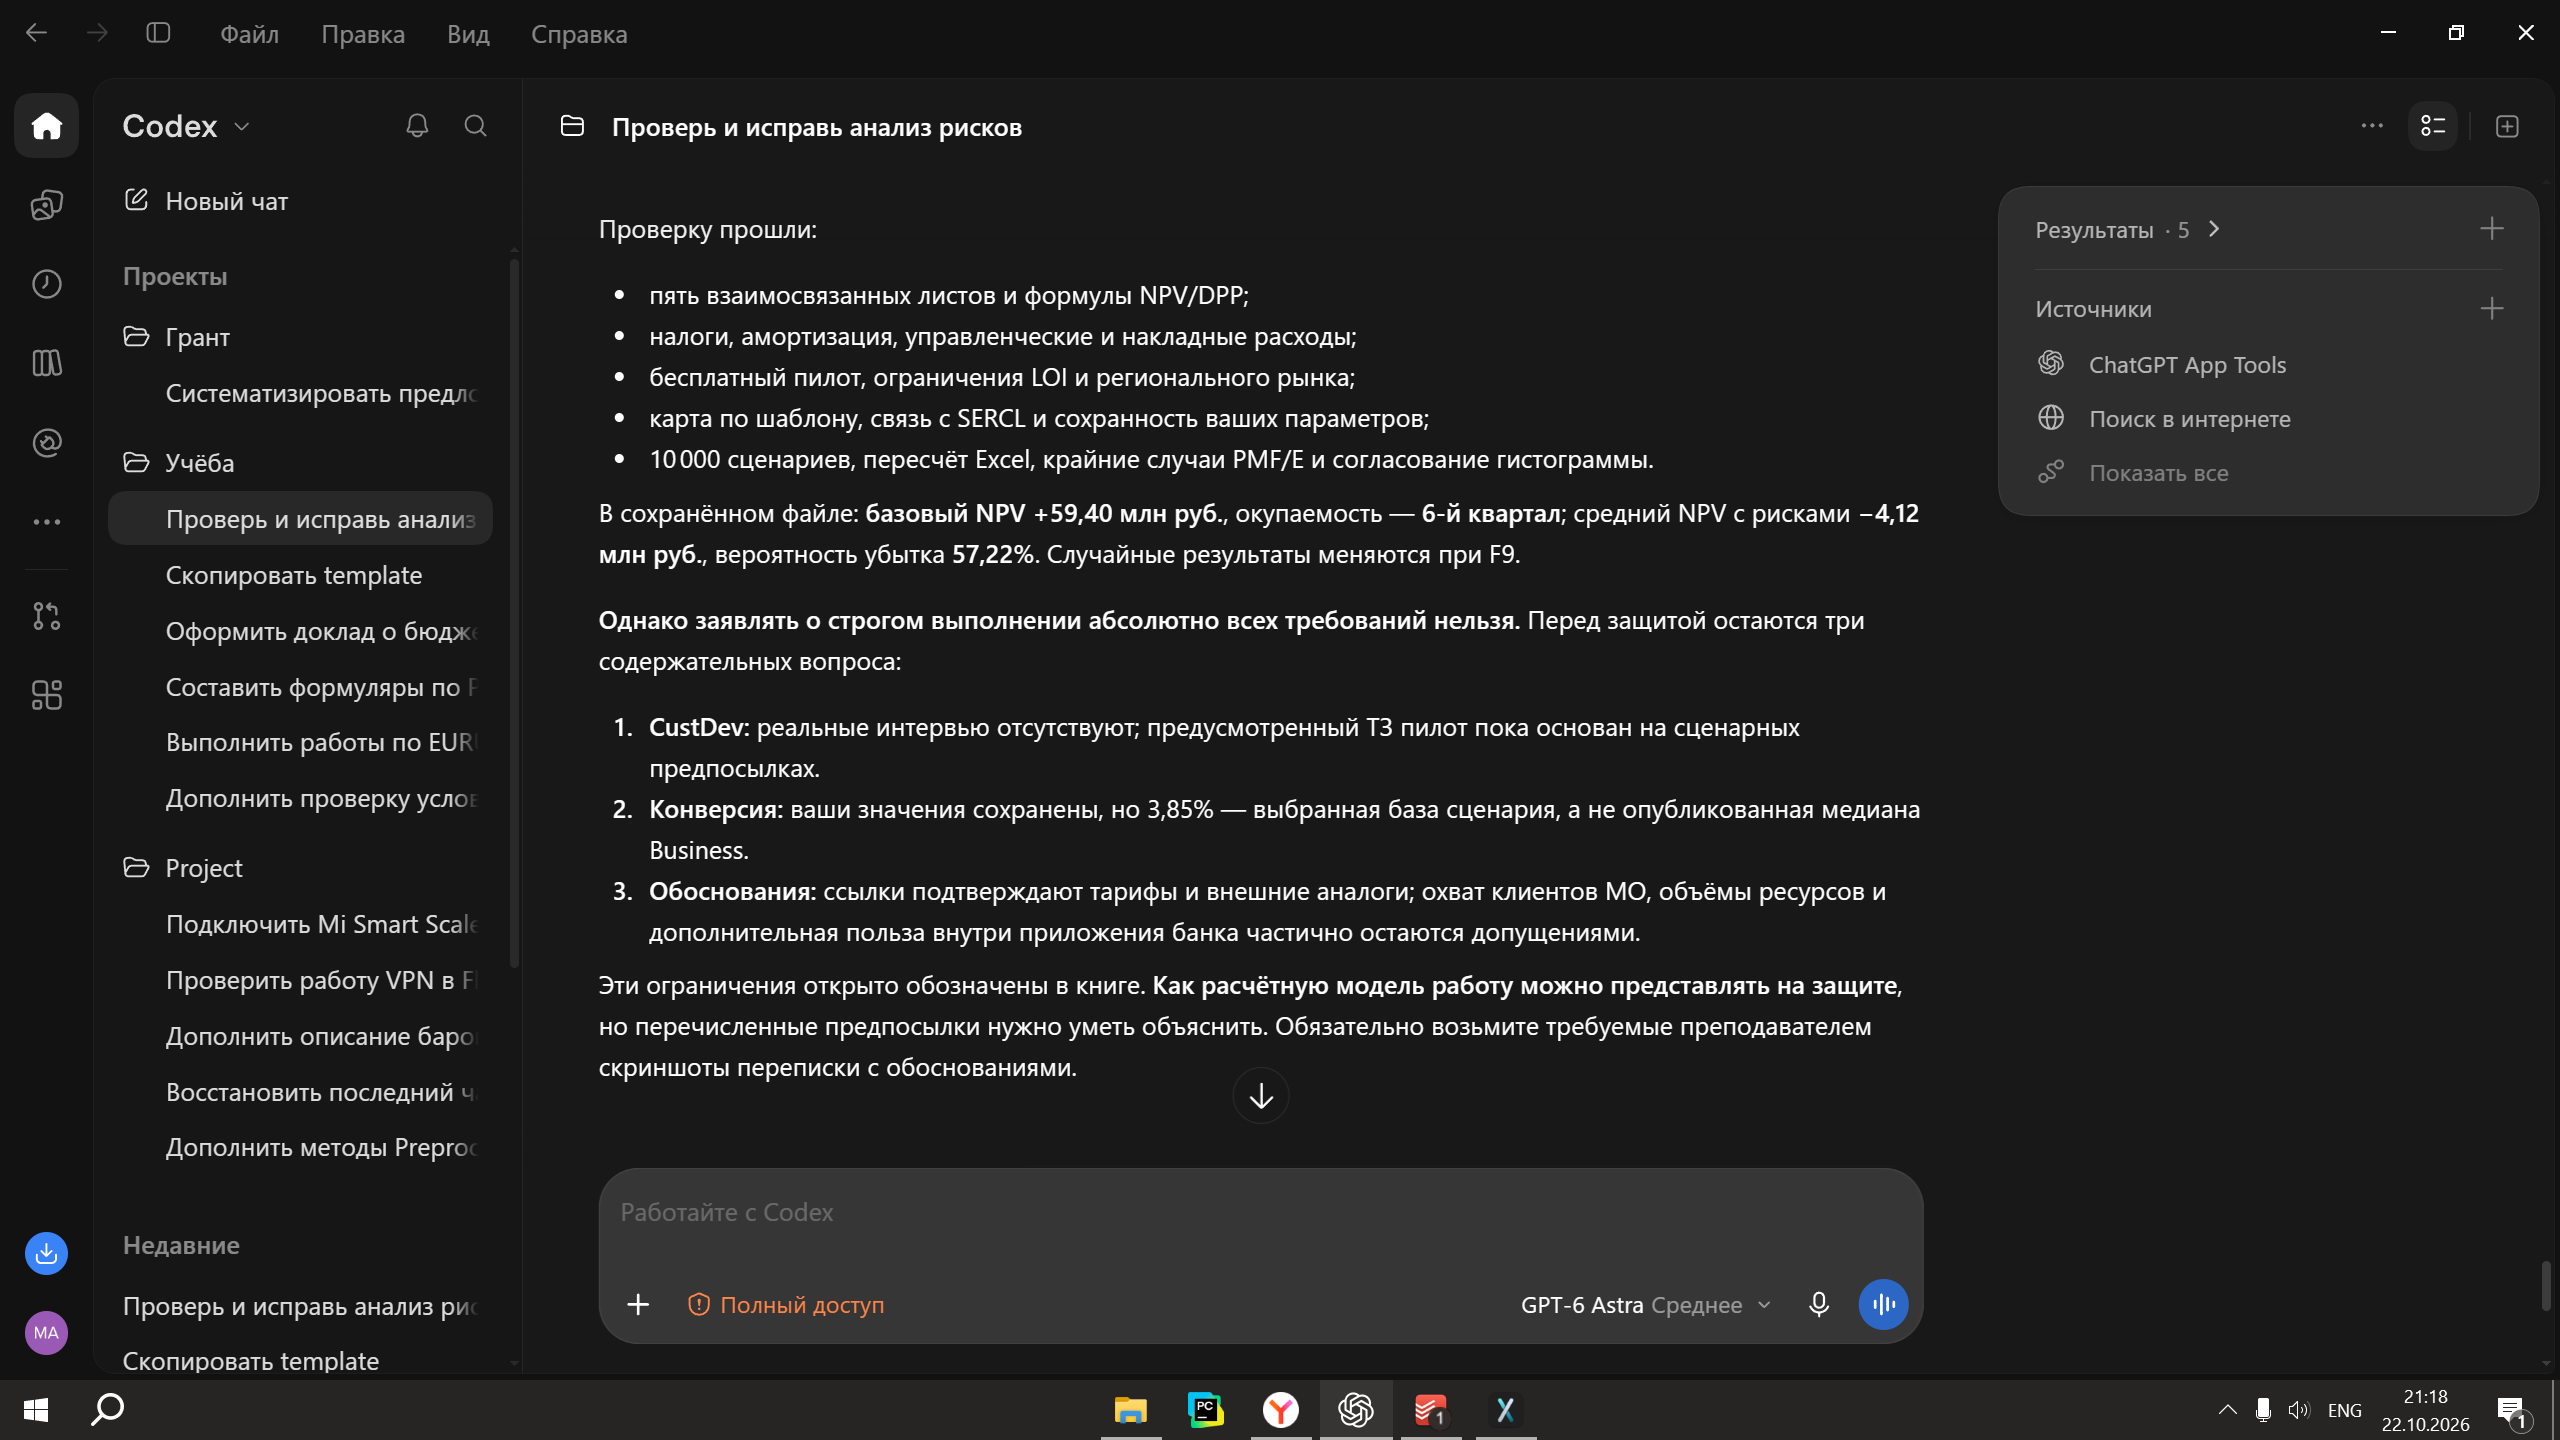 Файл Правка Вид Справка
Codex
Новый чат
Проекты
Грант
Систематизировать предлс
Учёба
Проверь и исправь анализ
Скопировать template
Оформить доклад о бюдже
Составить формуляры по
Выполнить работы по EUR
Дополнить проверку услов
Project
Подключить Mi Smart Scale
Проверить работу VPN в F
Дополнить описание баро
Восстановить последний ч
Дополнить методы Preproc
Недавние
Проверь и исправь анализ рис
Скопировать template
MA
Проверь и исправь анализ рисков
Проверку прошли:
• пять взаимосвязанных листов и формулы NPV/DPP;
• налоги, амортизация, управленческие и накладные расходы;
• бесплатный пилот, ограничения LOI и регионального рынка;
• карта по шаблону, связь с SERCL и сохранность ваших параметров;
• 10 000 сценариев, пересчёт Excel, крайние случаи PMF/E и согласование гистограммы.
В сохранённом файле: базовый NPV +59,40 млн руб., окупаемость — 6-й квартал; средний NPV с рисками −4,12
млн руб., вероятность убытка 57,22%. Случайные результаты меняются при F9.
Однако заявлять о строгом выполнении абсолютно всех требований нельзя. Перед защитой остаются три
содержательных вопроса:
1. CustDev: реальные интервью отсутствуют; предусмотренный ТЗ пилот пока основан на сценарных
предпосылках.
2. Конверсия: ваши значения сохранены, но 3,85% — выбранная база сценария, а не опубликованная медиана
Business.
3. Обоснования: ссылки подтверждают тарифы и внешние аналоги; охват клиентов МО, объёмы ресурсов и
дополнительная польза внутри приложения банка частично остаются допущениями.
Эти ограничения открыто обозначены в книге. Как расчётную модель работу можно представлять на защите,
но перечисленные предпосылки нужно уметь объяснить. Обязательно возьмите требуемые преподавателем
скриншоты переписки с обоснованиями.
Работайте с Codex
Полный доступ
GPT-6 Astra Среднее
Результаты · 5
Источники
ChatGPT App Tools
Поиск в интернете
Показать все
PC
1
ENG
21:18
22.10.2026
1